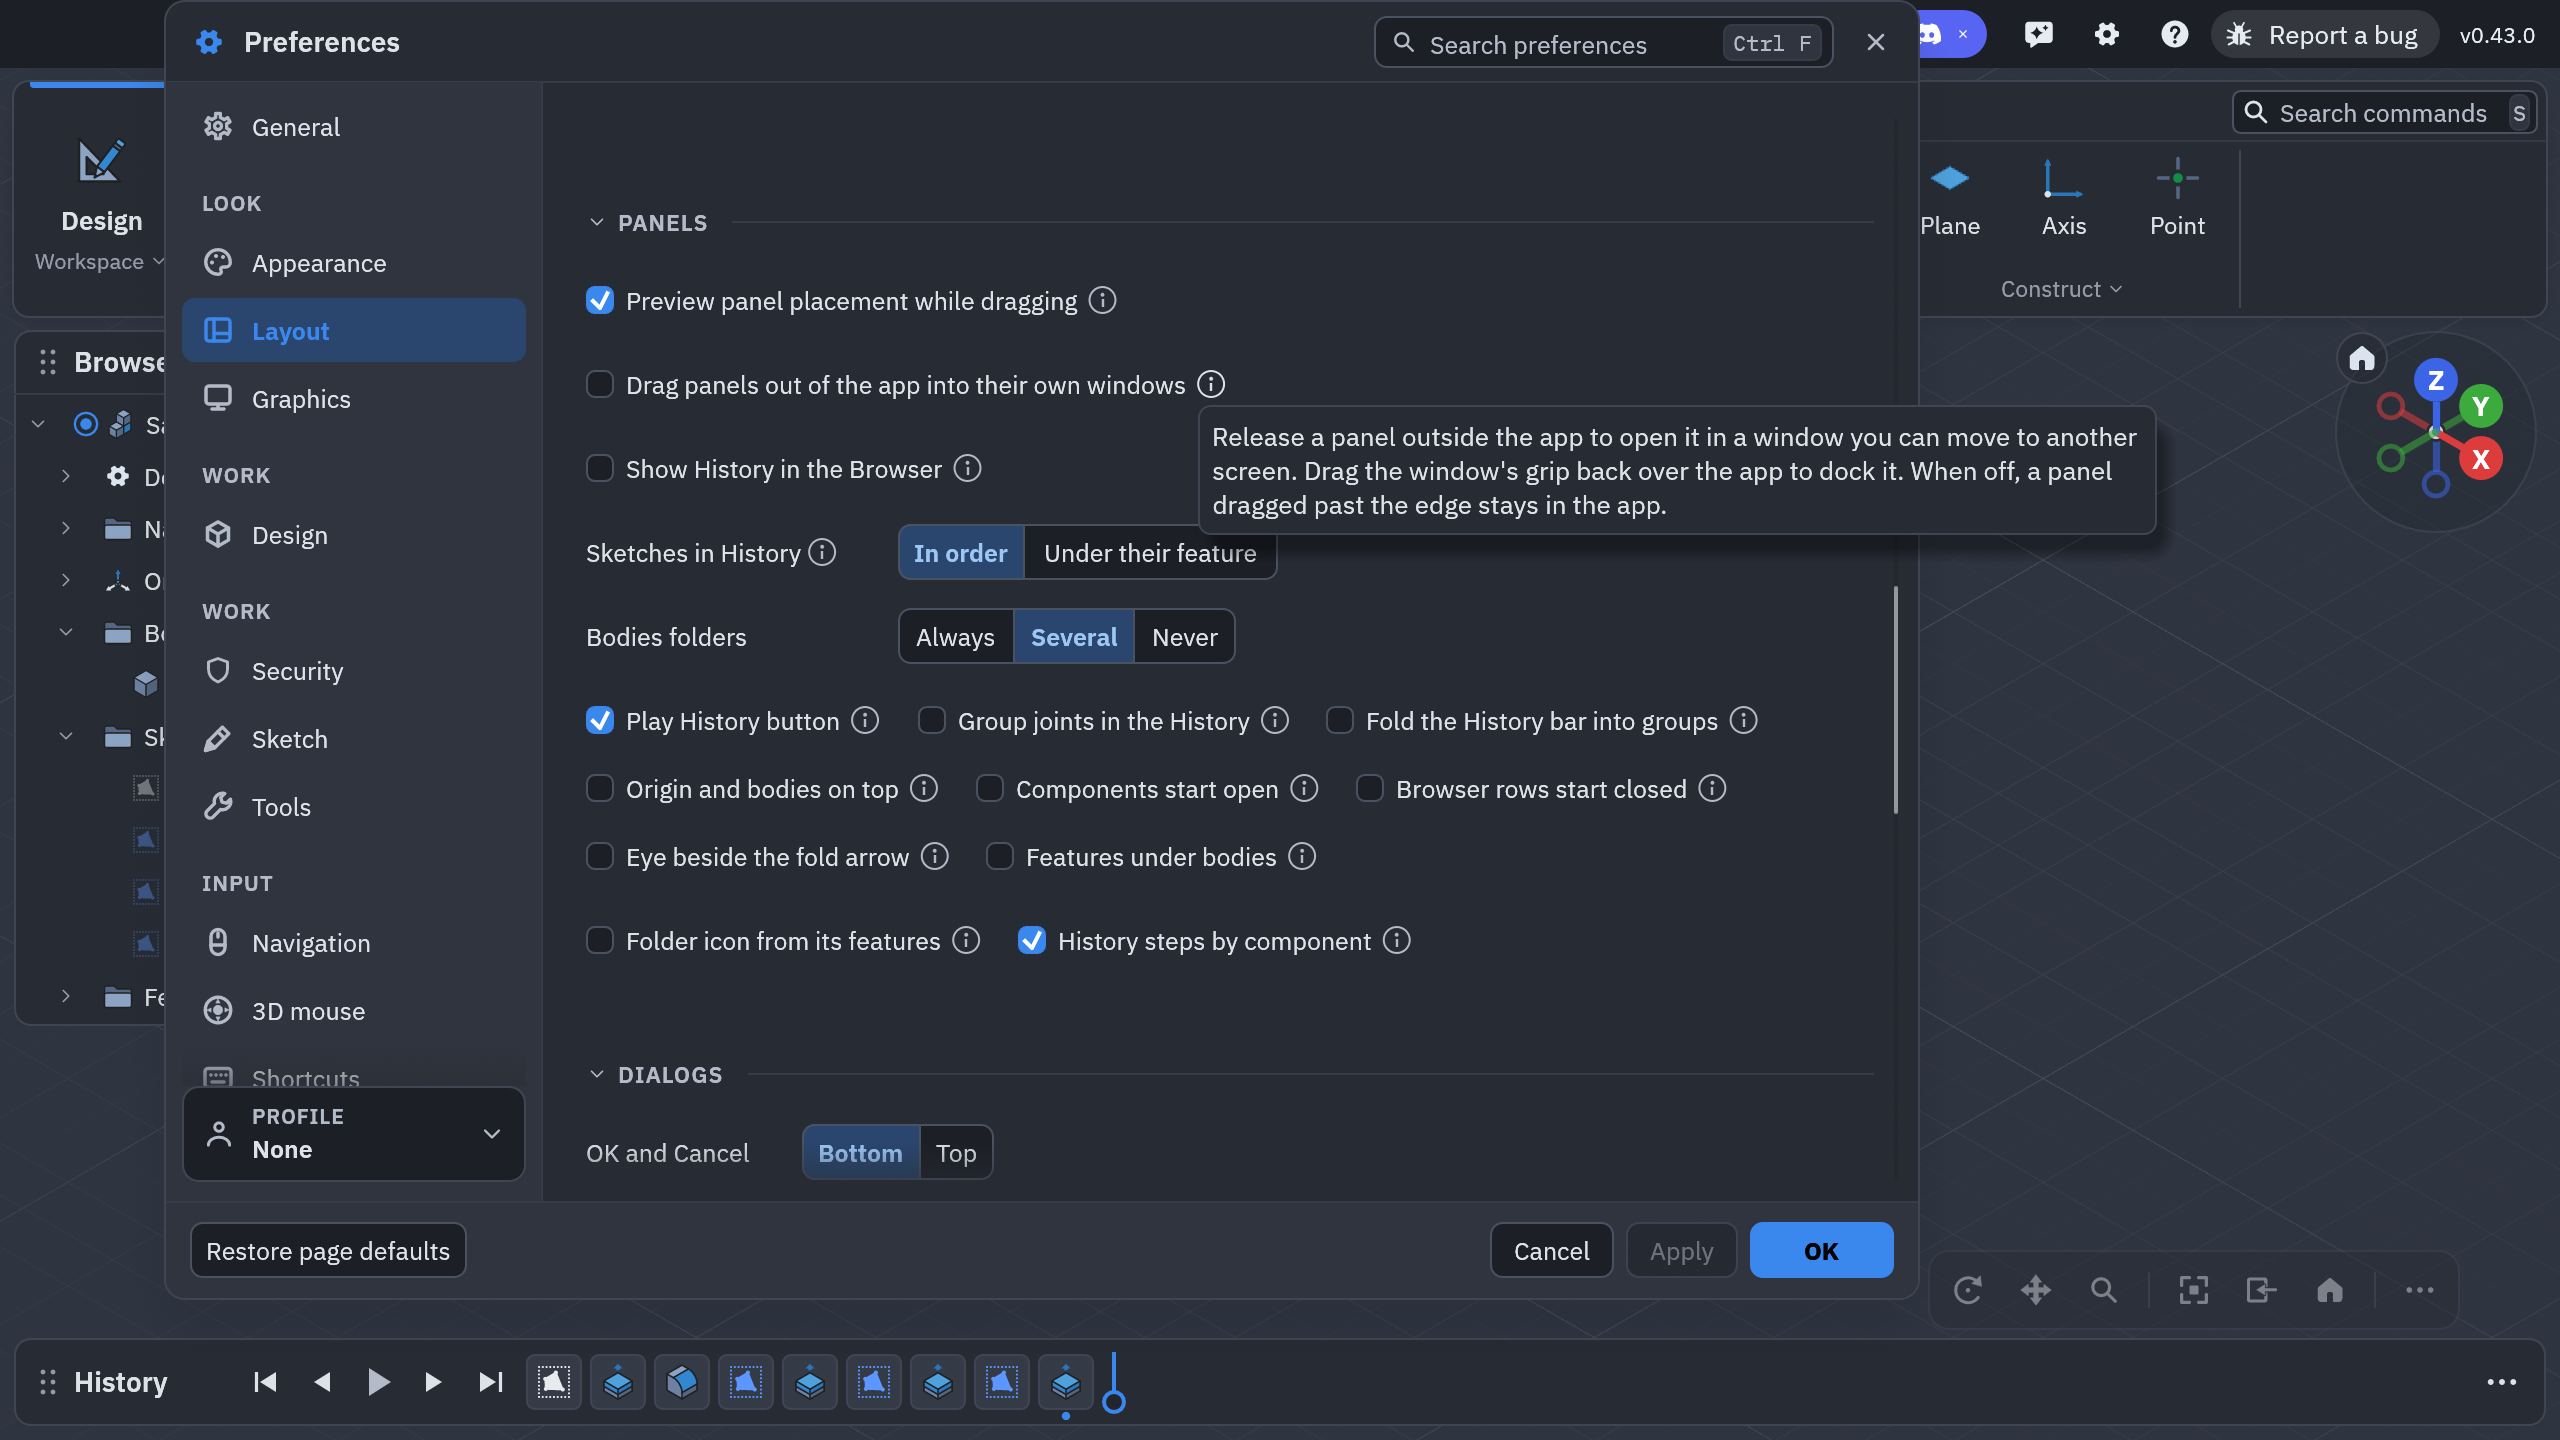 Preferences
Search preferences
Ctrl F
Report a bug
v0.43.0
Search commands
S
Design
Workspace
Plane
Axis
Point
Construct
Z
Y
X
General
LOOK
Appearance
Layout
Graphics
WORK
Design
WORK
Security
Sketch
Tools
INPUT
Navigation
3D mouse
Shortcuts
PROFILE
None
PANELS
Preview panel placement while dragging
Drag panels out of the app into their own windows
Release a panel outside the app to open it in a window you can move to another
screen. Drag the window's grip back over the app to dock it. When off, a panel
dragged past the edge stays in the app.
Show History in the Browser
Sketches in History
In order
Under their feature
Bodies folders
Always
Several
Never
Play History button
Group joints in the History
Fold the History bar into groups
Origin and bodies on top
Components start open
Browser rows start closed
Eye beside the fold arrow
Features under bodies
Folder icon from its features
History steps by component
DIALOGS
OK and Cancel
Bottom
Top
Restore page defaults
Cancel
Apply
OK
History